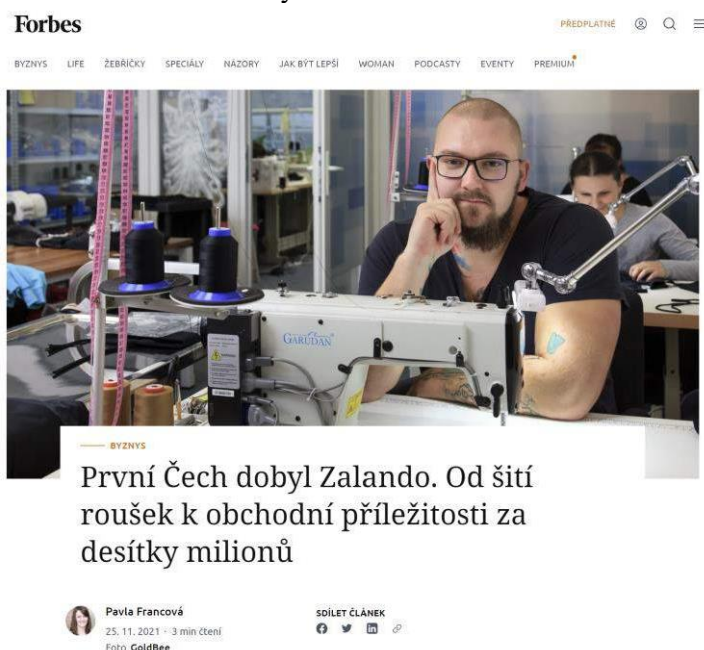 Forbes
PŘEDPLATNÉ
BYZNYS LIFE ŽEBŘÍČKY SPECIÁLY NÁZORY JAK BÝT LEPŠÍ WOMAN PODCASTY EVENTY PREMIUM
GARUDAN
BYZNYS
První Čech dobyl Zalando. Od šití
roušek k obchodní příležitosti za
desítky milionů
Pavla Francová
SDÍLET ČLÁNEK
25. 11. 2021 · 3 min čtení
Foto GoldBee